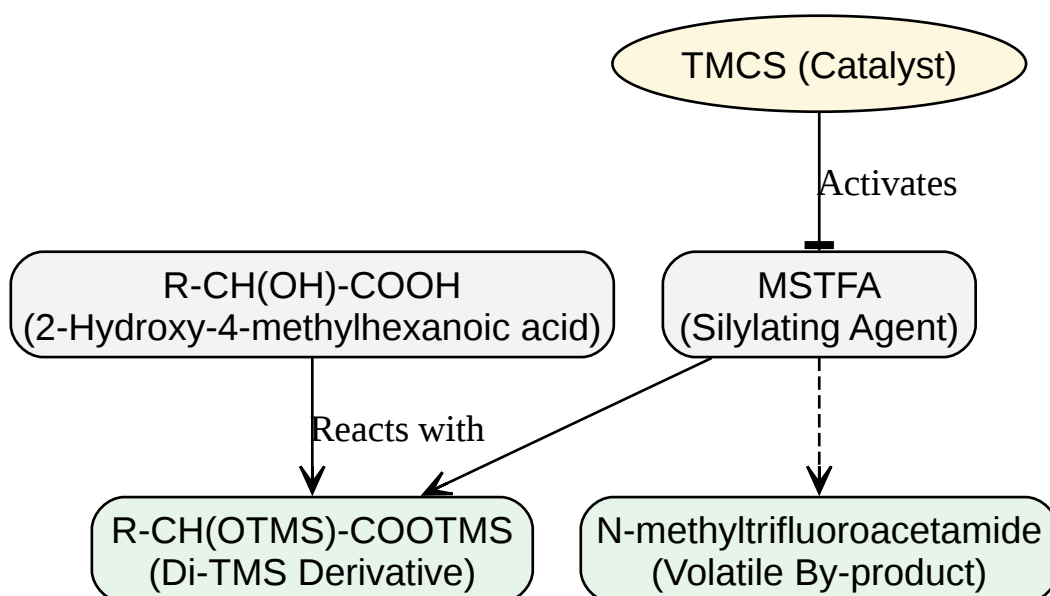 TMCS (Catalyst)
Activates
R-CH(OH)-COOH
(2-Hydroxy-4-methylhexanoic acid)
MSTFA
(Silylating Agent)
Reacts with
R-CH(OTMS)-COOTMS
(Di-TMS Derivative)
N-methyltrifluoroacetamide
(Volatile By-product)